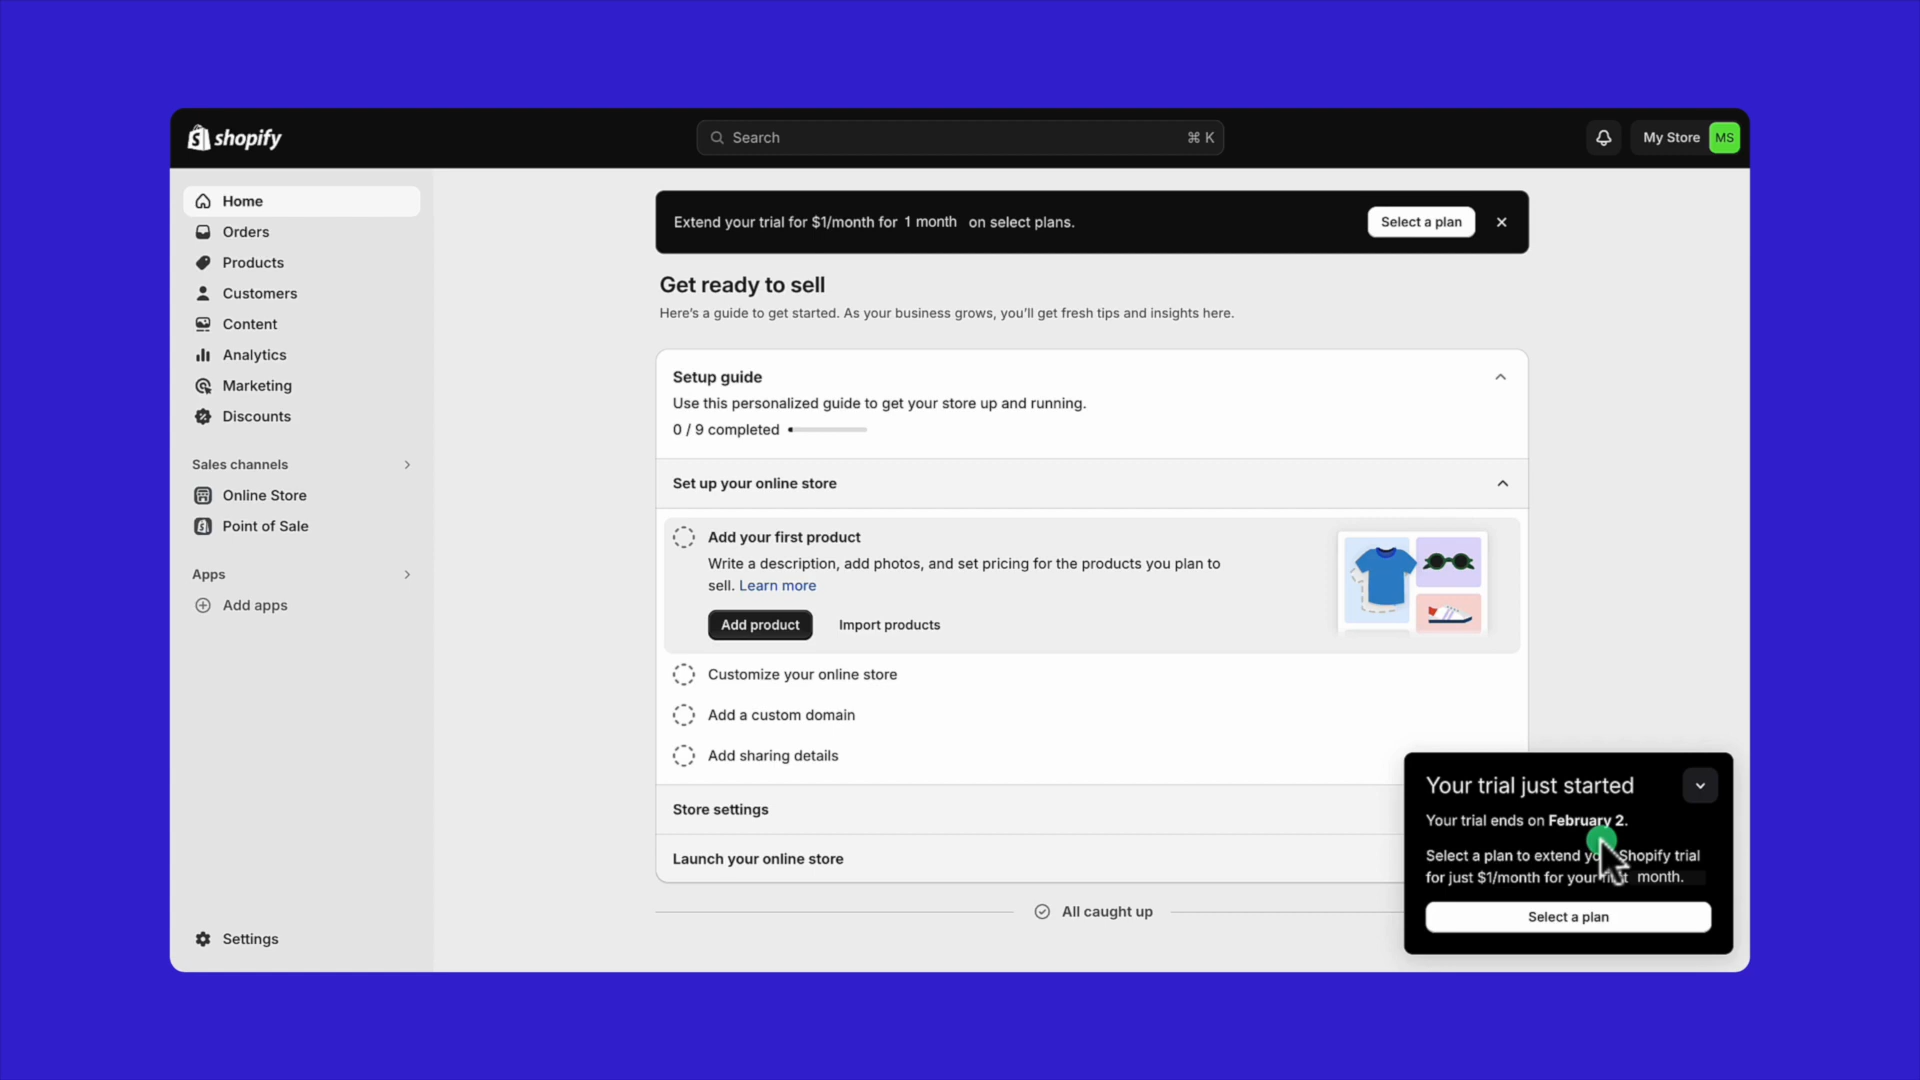 shopify
Search
⌘ K
My Store
MS
Home
Orders
Products
Customers
Content
Analytics
Marketing
Discounts
Sales channels
Online Store
Point of Sale
Apps
Add apps
Settings
Extend your trial for $1/month for 1 month on select plans.
Select a plan
Get ready to sell
Here's a guide to get started. As your business grows, you'll get fresh tips and insights here.
Setup guide
Use this personalized guide to get your store up and running.
0 / 9 completed
Set up your online store
Add your first product
Write a description, add photos, and set pricing for the products you plan to
sell. Learn more
Add product
Import products
Customize your online store
Add a custom domain
Add sharing details
Store settings
Launch your online store
All caught up
Your trial just started
Your trial ends on February 2.
Select a plan to extend Shopify trial
for just $1/month for your month.
Select a plan